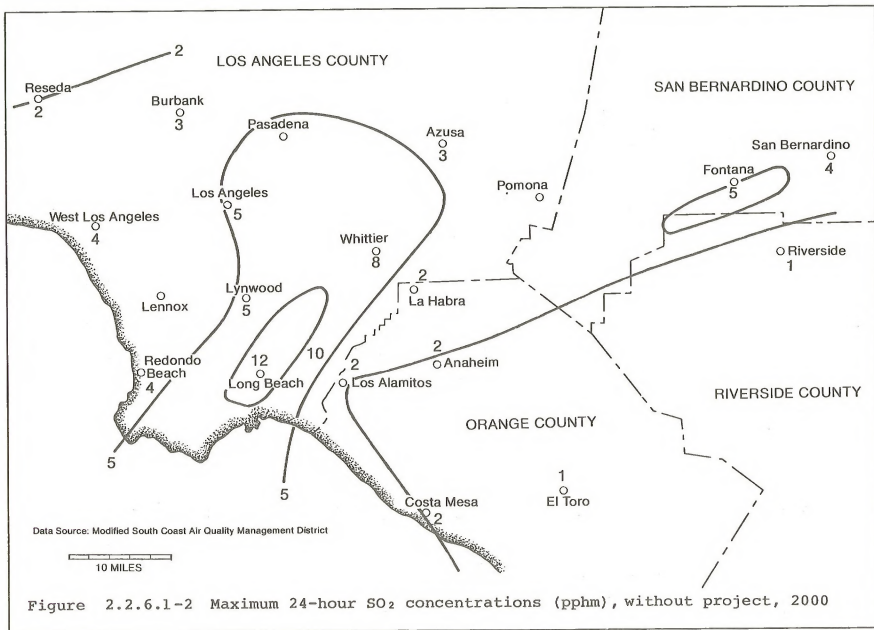 2
LOS ANGELES COUNTY
SAN BERNARDINO COUNTY
Reseda
2
Burbank
3
Pasadena
Azusa
3
San Bernardino
4
Fontana
5
Pomona
Los Angeles
5
West Los Angeles
4
Whittier
8
Riverside
1
2
La Habra
Lennox
Lynwood
5
Redondo
Beach
4
12
Long Beach
10
2
Los Alamitos
2
Anaheim
RIVERSIDE COUNTY
ORANGE COUNTY
5
5
1
El Toro
Costa Mesa
2
Data Source: Modified South Coast Air Quality Management District
10 MILES
Figure 2.2.6.1-2 Maximum 24-hour SO₂ concentrations (pphm), without project, 2000